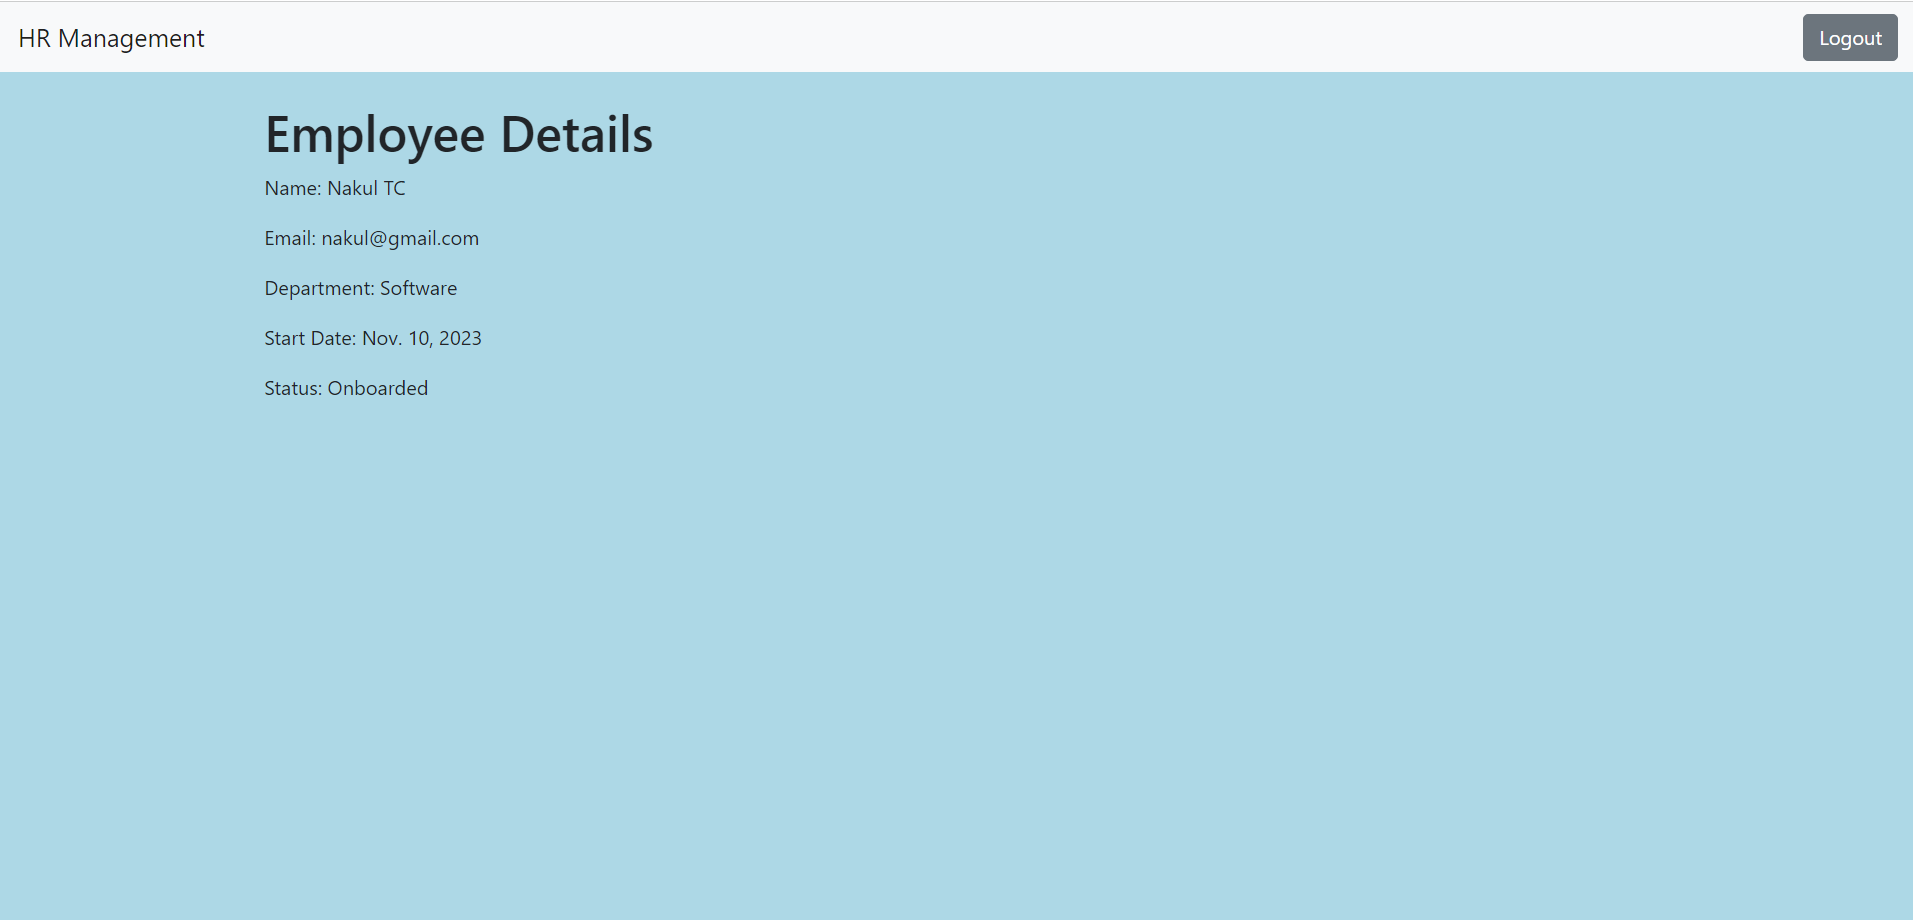 HR Management
Logout
Employee Details
Name: Nakul TC
Email: nakul@gmail.com
Department: Software
Start Date: Nov. 10, 2023
Status: Onboarded